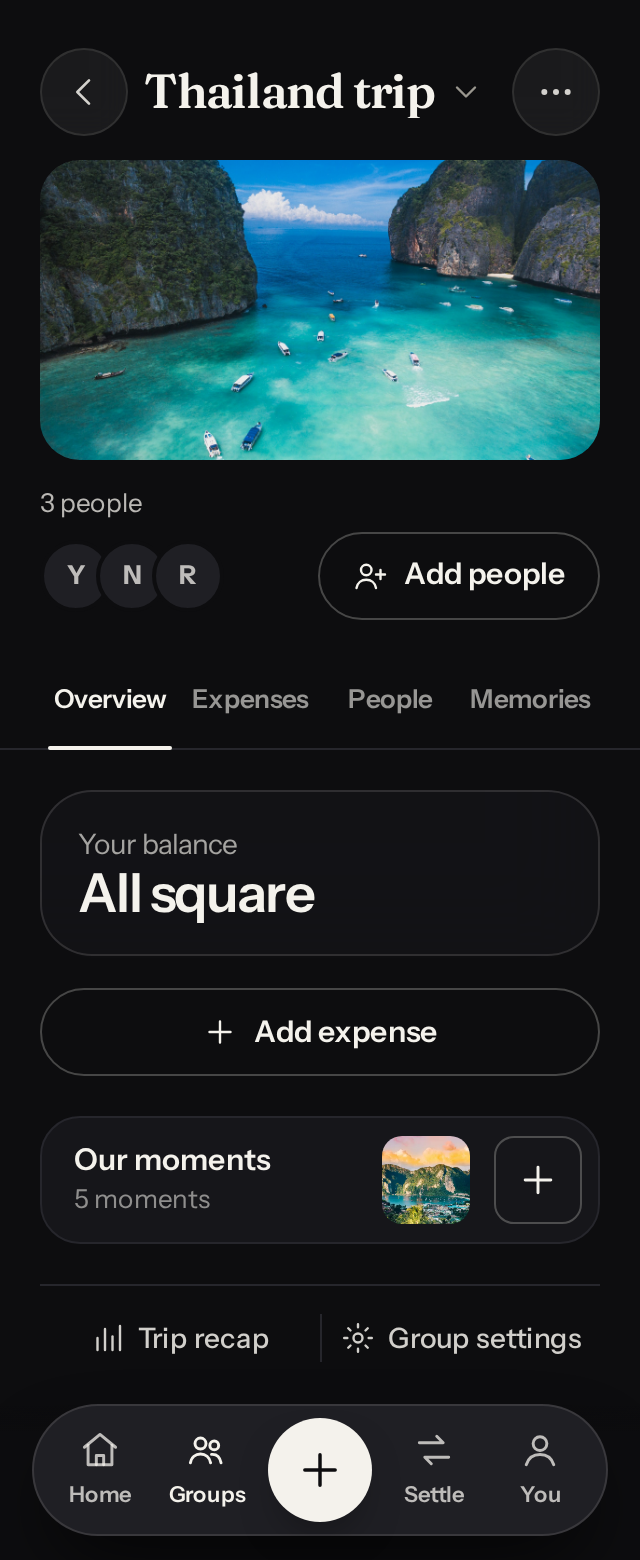 Thailand trip
3 people
Y N R
Add people
Overview Expenses People Memories
Your balance
All square
Add expense
Our moments
5 moments
Trip recap Group settings
Home Groups Settle You